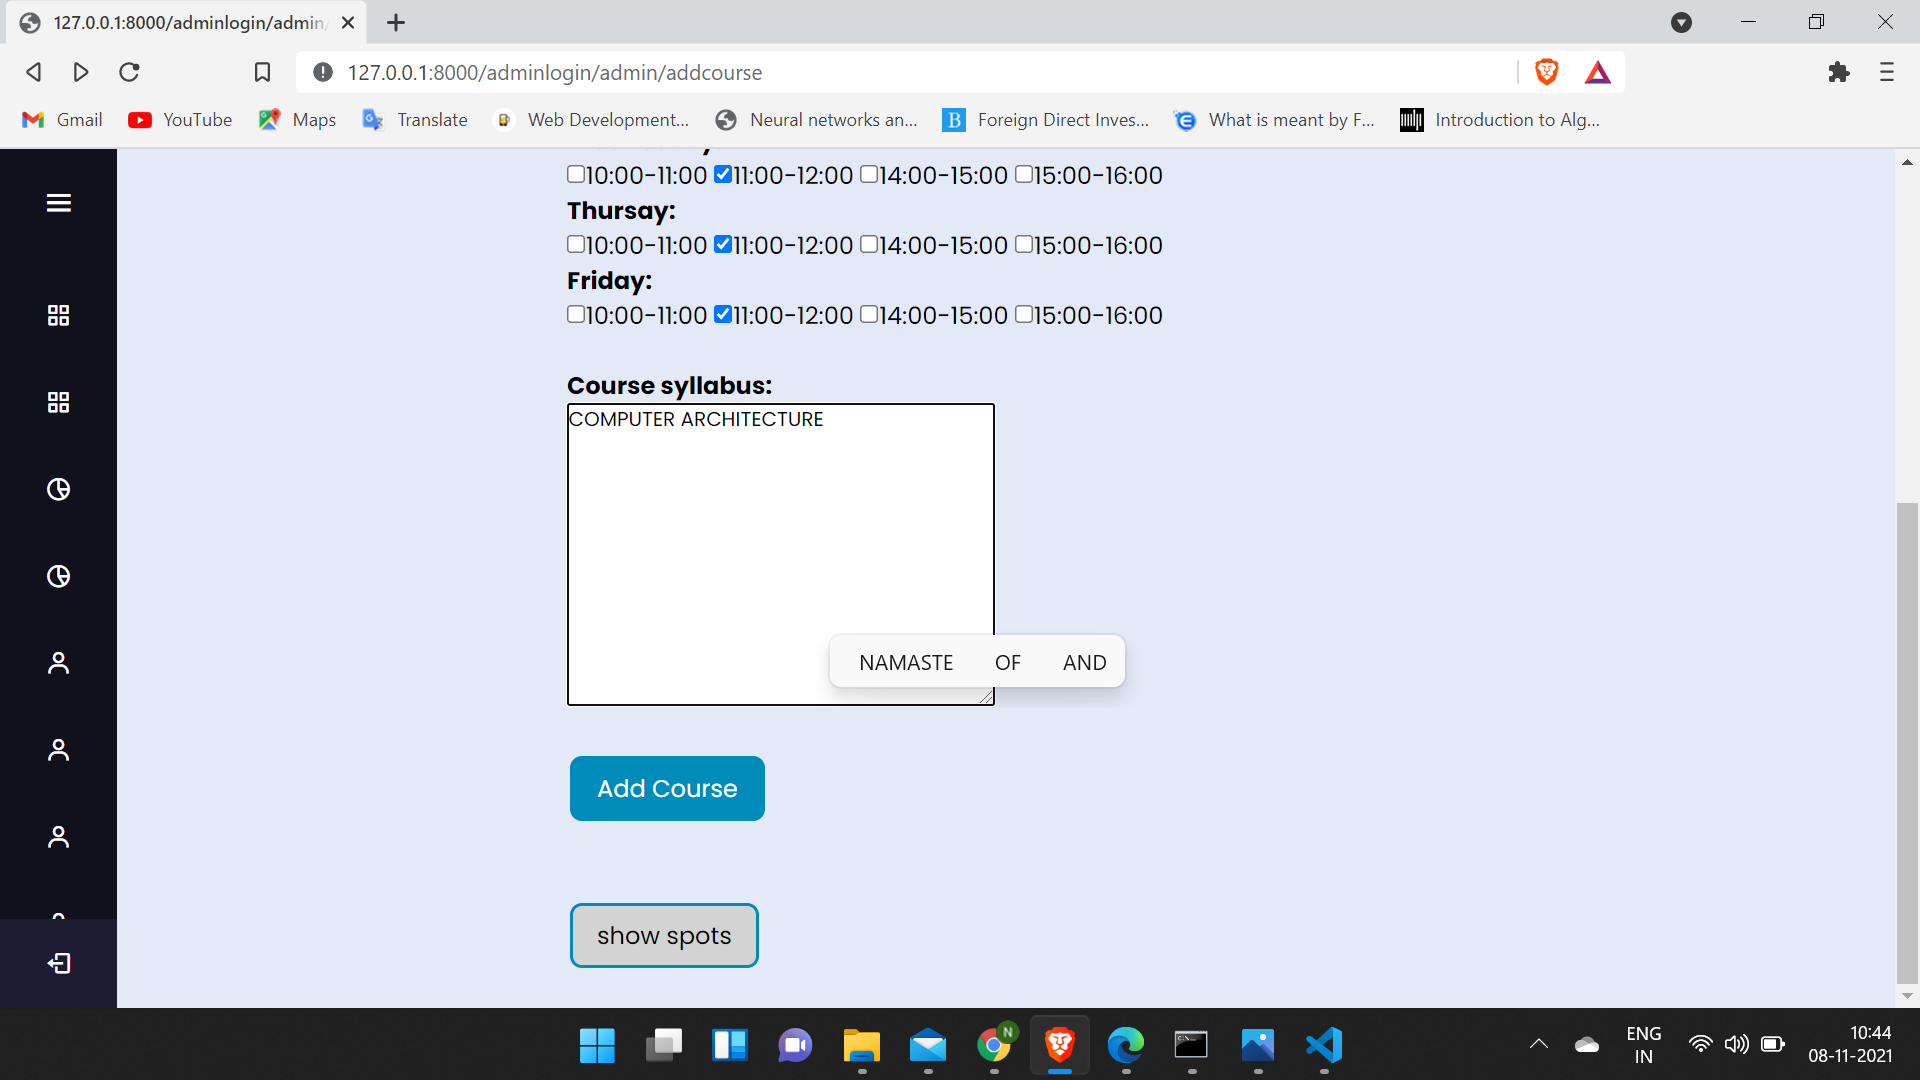 127.0.0.1:8000/adminlogin/admin/
127.0.0.1:8000/adminlogin/admin/addcourse
Gmail YouTube Maps Translate Web Development... Neural networks an... Foreign Direct Inves... What is meant by F... Introduction to Alg...
10:00-11:00 11:00-12:00 14:00-15:00 15:00-16:00
Thursay:
10:00-11:00 11:00-12:00 14:00-15:00 15:00-16:00
Friday:
10:00-11:00 11:00-12:00 14:00-15:00 15:00-16:00
Course syllabus:
COMPUTER ARCHITECTURE
NAMASTE OF AND
Add Course
show spots
N
ENG
IN
10:44
08-11-2021